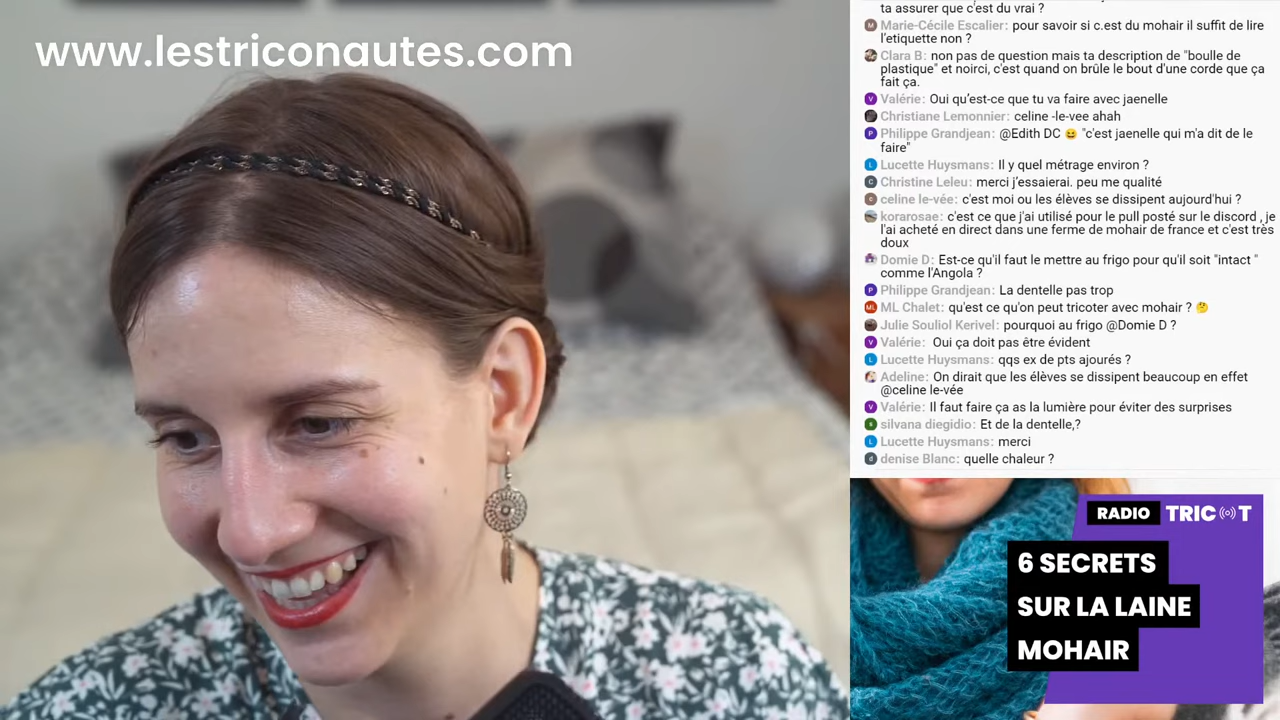 www.lestriconautes.com
ta assurer que c'est du vrai ?
Marie-Cécile Escalier: pour savoir si c.est du mohair il suffit de lire
l'etiquette non ?
Clara B: non pas de question mais ta description de "boulle de
plastique" et noirci, c'est quand on brûle le bout d'une corde que ça
fait ça.
Valérie: Oui qu'est-ce que tu va faire avec jaenelle
Christiane Lemonnier: celine -le-vee ahah
Philippe Grandjean: @Edith DC 😆 "c'est jaenelle qui m'a dit de le
faire"
Lucette Huysmans: Il y quel métrage environ ?
Christine Leleu: merci j'essaierai. peu me qualité
celine le-vée: c'est moi ou les élèves se dissipent aujourd'hui ?
korarosae: c'est ce que j'ai utilisé pour le pull posté sur le discord , je
l'ai acheté en direct dans une ferme de mohair de france et c'est très
doux
Domie D: Est-ce qu'il faut le mettre au frigo pour qu'il soit "intact "
comme l'Angola ?
Philippe Grandjean: La dentelle pas trop
ML Chalet: qu'est ce qu'on peut tricoter avec mohair ? 🤔
Julie Souliol Kerivel: pourquoi au frigo @Domie D ?
Valérie: Oui ça doit pas être évident
Lucette Huysmans: qqs ex de pts ajourés ?
Adeline: On dirait que les élèves se dissipent beaucoup en effet
@celine le-vée
Valérie: Il faut faire ça as la lumière pour éviter des surprises
silvana diegidio: Et de la dentelle,?
Lucette Huysmans: merci
denise Blanc: quelle chaleur ?
RADIO TRICOT
6 SECRETS
SUR LA LAINE
MOHAIR